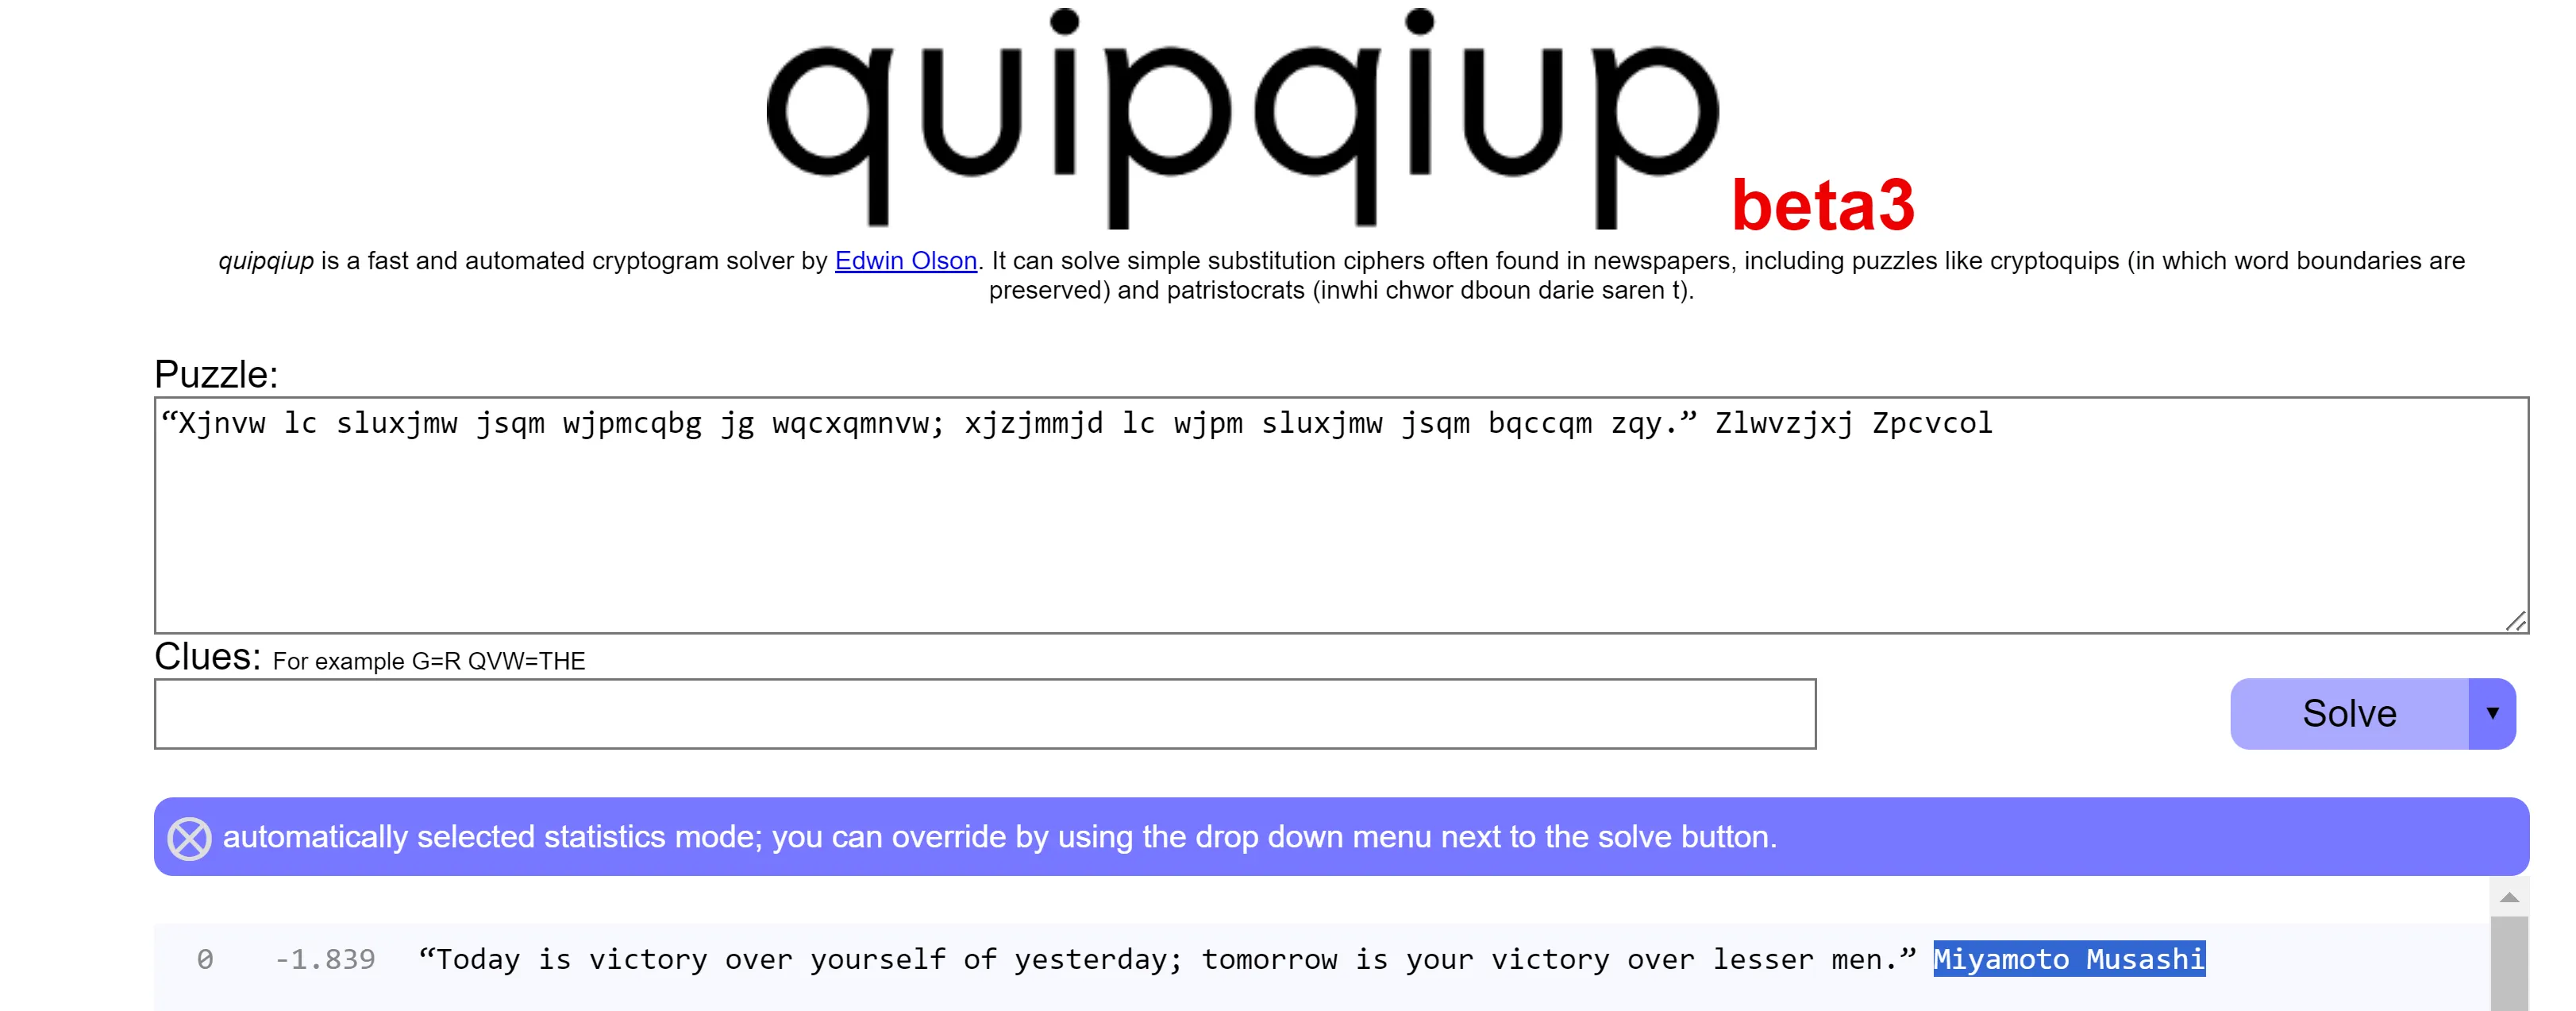 quipqiup beta3
quipqiup is a fast and automated cryptogram solver by Edwin Olson. It can solve simple substitution ciphers often found in newspapers, including puzzles like cryptoquips (in which word boundaries are
preserved) and patristocrats (inwhi chwor dboun darie saren t).
Puzzle:
“Xjnvw lc sluxjmw jsqm wjpmcqbg jg wqcxqmnvw; xjzjmmjd lc wjpm sluxjmw jsqm bqccqm zqy.” Zlwvzjxj Zpcvcol
Clues: For example G=R QVW=THE
Solve ▼
automatically selected statistics mode; you can override by using the drop down menu next to the solve button.
0 -1.839 “Today is victory over yourself of yesterday; tomorrow is your victory over lesser men.” Miyamoto Musashi